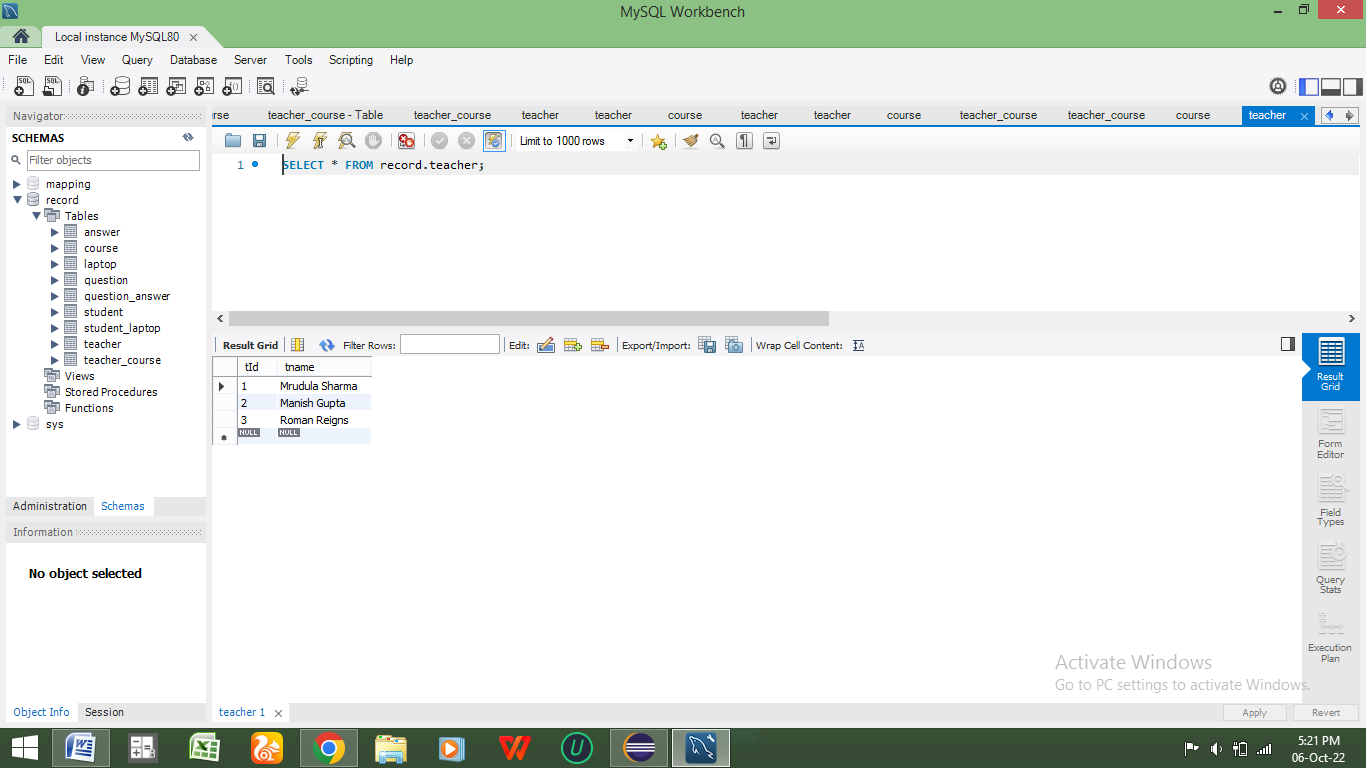 MySQL Workbench
Local instance MySQL80
File Edit View Query Database Server Tools Scripting Help
Navigator
SCHEMAS
Filter objects
mapping
record
Tables
answer
course
laptop
question
question_answer
student
student_laptop
teacher
teacher_course
Views
Stored Procedures
Functions
sys
Administration Schemas
Information
No object selected
Object Info Session
rse teacher_course - Table teacher_course teacher teacher course teacher teacher course teacher_course teacher_course course teacher
Limit to 1000 rows
1 SELECT * FROM record.teacher;
Result Grid Filter Rows: Edit: Export/Import: Wrap Cell Content:
tId tname
1 Mrudula Sharma
2 Manish Gupta
3 Roman Reigns
NULL NULL
Result
Grid
Form
Editor
Field
Types
Query
Stats
Execution
Plan
Activate Windows
Go to PC settings to activate Windows.
teacher 1
Apply Revert
5:21 PM
06-Oct-22